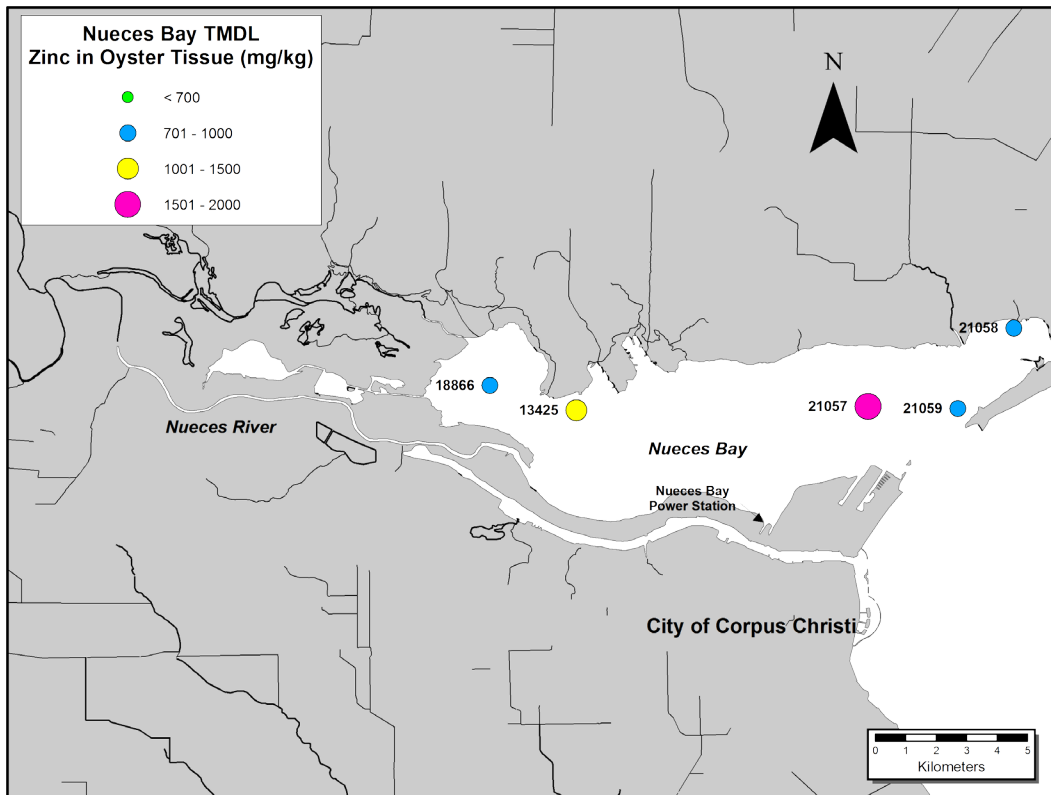 Nueces Bay TMDL
Zinc in Oyster Tissue (mg/kg)
< 700
701 - 1000
1001 - 1500
1501 - 2000
N
21058
18866
13425
21057
21059
Nueces River
Nueces Bay
Nueces Bay
Power Station
City of Corpus Christi
0 1 2 3 4 5
Kilometers